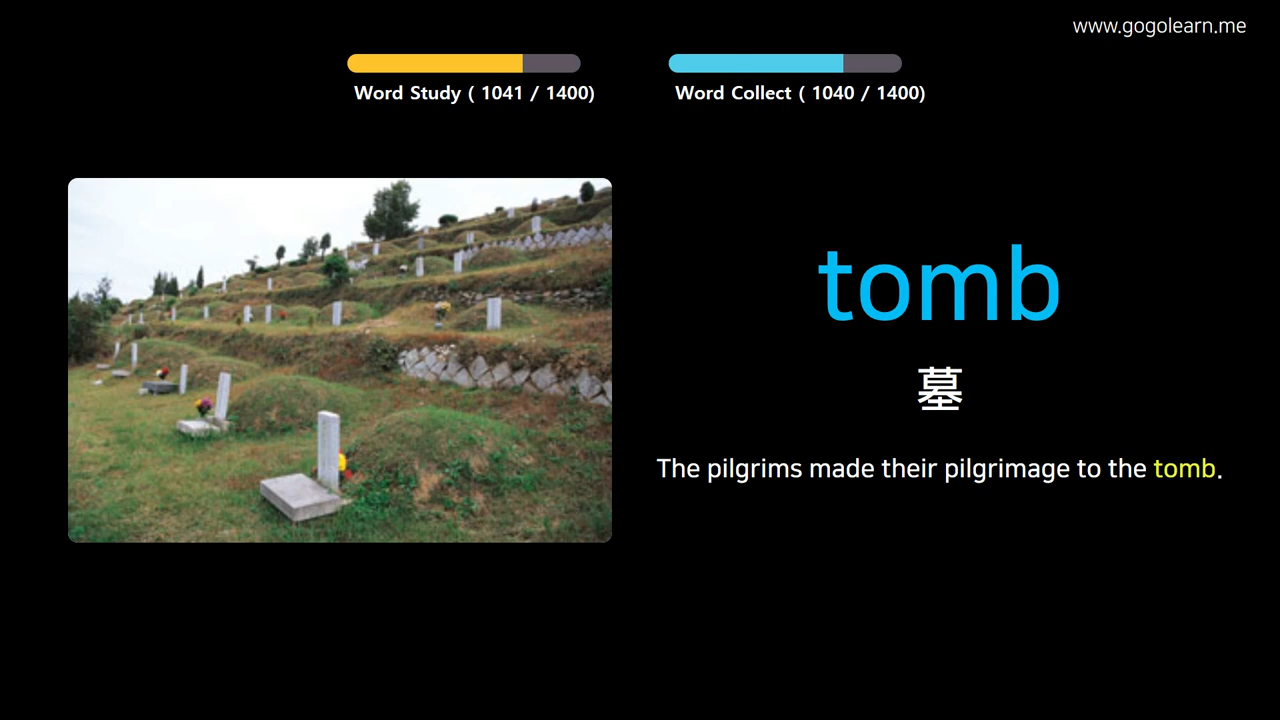 www.gogolearn.me
Word Study ( 1041 / 1400)
Word Collect ( 1040 / 1400)
tomb
墓
The pilgrims made their pilgrimage to the tomb.